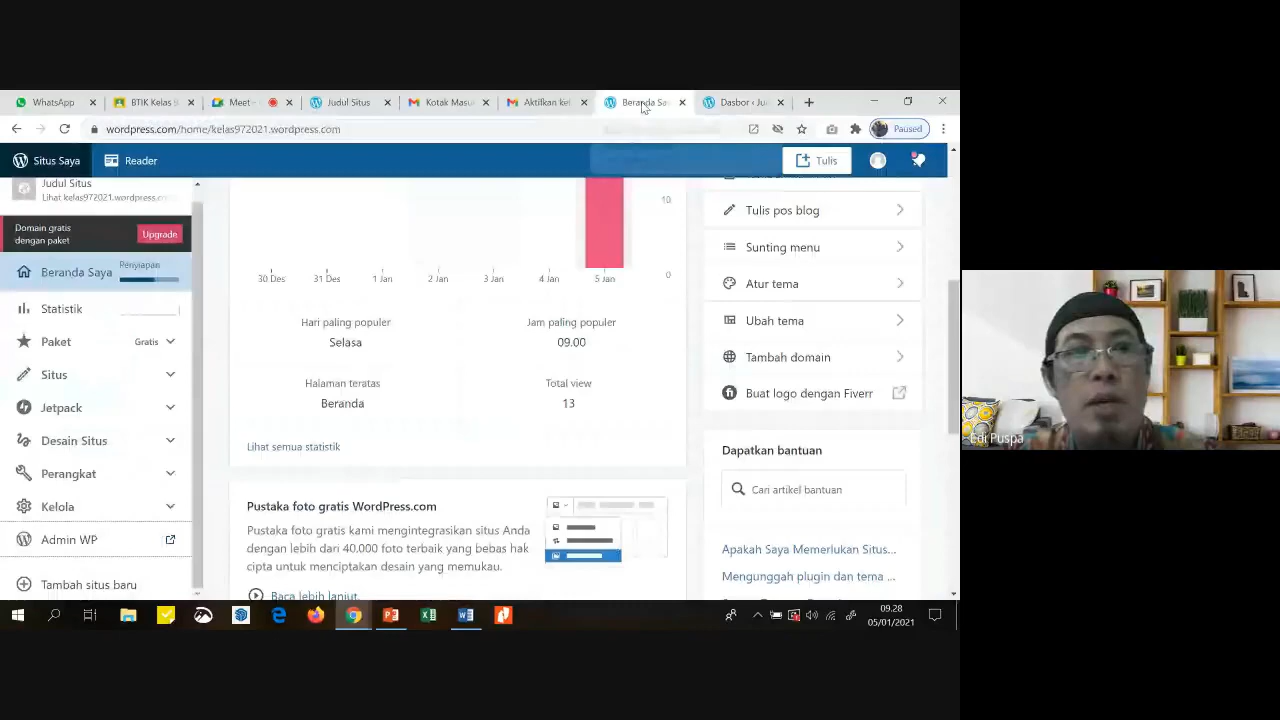 WhatsApp
BTIK Kelas
Meet
Judul Situs
Kotak Masu
Aktifkan ke
Beranda Sa
Dasbor ‹ Ju
wordpress.com/home/kelas972021.wordpress.com
Paused
Situs Saya
Reader
Tulis
Judul Situs
Lihat kelas972021.wordpress.com
Domain gratis
dengan paket
Upgrade
Beranda Saya
Penyiapan
Statistik
Paket
Gratis
Situs
Jetpack
Desain Situs
Perangkat
Kelola
Admin WP
Tambah situs baru
10
0
30 Des
31 Des
1 Jan
2 Jan
3 Jan
4 Jan
5 Jan
Hari paling populer
Selasa
Jam paling populer
09.00
Halaman teratas
Beranda
Total view
13
Lihat semua statistik
Pustaka foto gratis WordPress.com
Pustaka foto gratis kami mengintegrasikan situs Anda
dengan lebih dari 40.000 foto terbaik yang bebas hak
cipta untuk menciptakan desain yang memukau.
Baca lebih lanjut.
Tulis pos blog
Sunting menu
Atur tema
Ubah tema
Tambah domain
Buat logo dengan Fiverr
Dapatkan bantuan
Cari artikel bantuan
Apakah Saya Memerlukan Situs...
Mengunggah plugin dan tema ...
09.28
05/01/2021
Edi Puspa